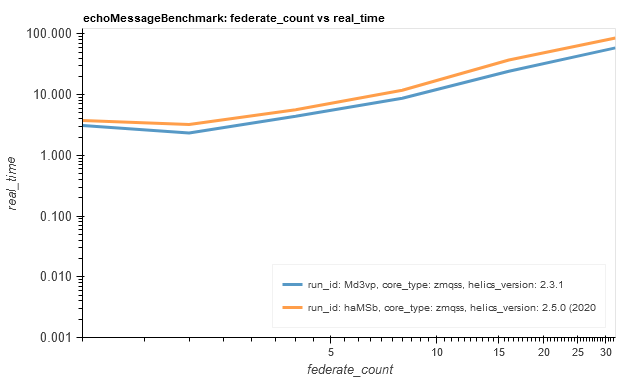 echoMessageBenchmark: federate_count vs real_time
100.000
10.000
1.000
0.100
0.010
0.001
real_time
run_id: Md3vp, core_type: zmqss, helics_version: 2.3.1
run_id: haMSb, core_type: zmqss, helics_version: 2.5.0 (2020
5 10 15 20 25 30
federate_count